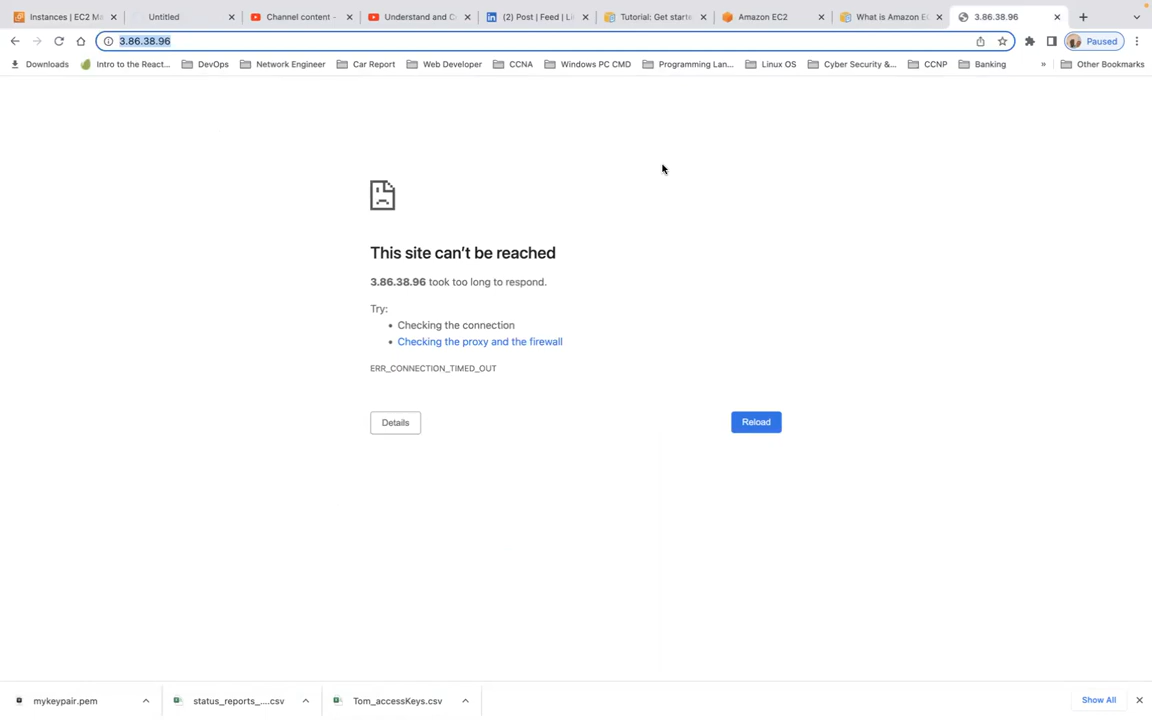 Instances | EC2 Ma
Untitled
Channel content -
Understand and C
(2) Post | Feed | Li
Tutorial: Get starte
Amazon EC2
What is Amazon EC
3.86.38.96
3.86.38.96
Paused
Downloads
Intro to the React...
DevOps
Network Engineer
Car Report
Web Developer
CCNA
Windows PC CMD
Programming Lan...
Linux OS
Cyber Security &...
CCNP
Banking
»
Other Bookmarks
This site can't be reached
3.86.38.96 took too long to respond.
Try:
• Checking the connection
• Checking the proxy and the firewall
ERR_CONNECTION_TIMED_OUT
Details
Reload
mykeypair.pem
status_reports_....csv
Tom_accessKeys.csv
Show All